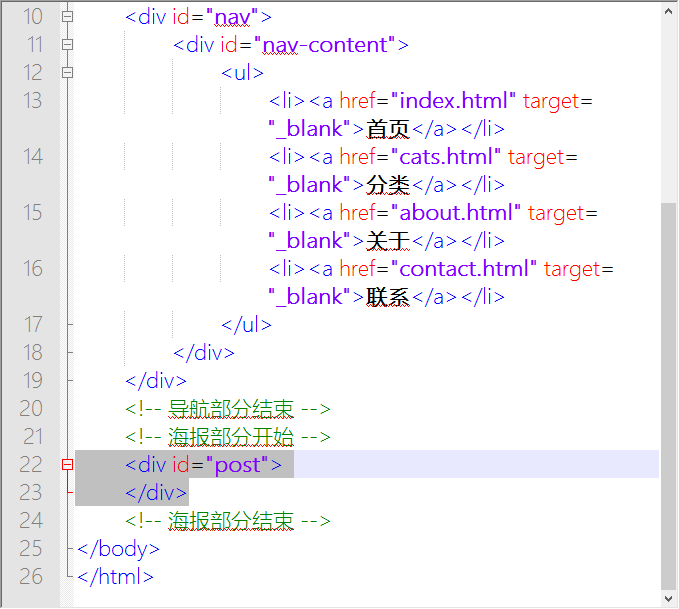 10 <div id="nav">
11 <div id="nav-content">
12 <ul>
13 <li><a href="index.html" target=
"_blank">首页</a></li>
14 <li><a href="cats.html" target=
"_blank">分类</a></li>
15 <li><a href="about.html" target=
"_blank">关于</a></li>
16 <li><a href="contact.html" target=
"_blank">联系</a></li>
17 </ul>
18 </div>
19 </div>
20 <!-- 导航部分结束 -->
21 <!-- 海报部分开始 -->
22 <div id="post">
23 </div>
24 <!-- 海报部分结束 -->
25 </body>
26 </html>